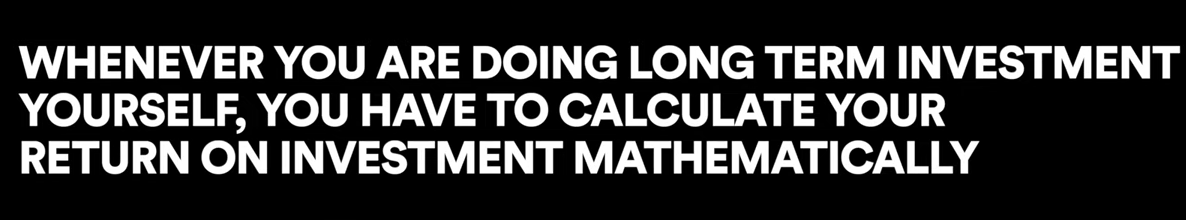 WHENEVER YOU ARE DOING LONG TERM INVESTMENT
YOURSELF, YOU HAVE TO CALCULATE YOUR
RETURN ON INVESTMENT MATHEMATICALLY